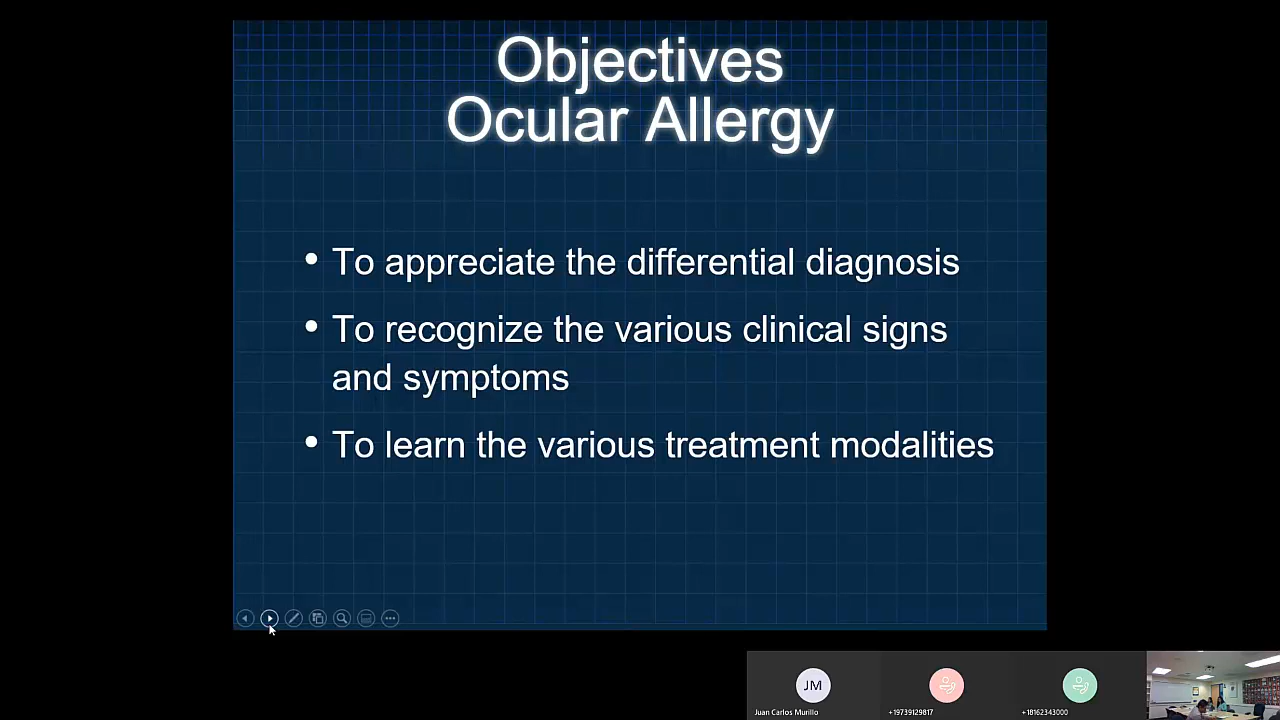 Objectives
Ocular Allergy
• To appreciate the differential diagnosis
• To recognize the various clinical signs
and symptoms
• To learn the various treatment modalities
JM
Juan Carlos Murillo
+19739129817
+18162343000